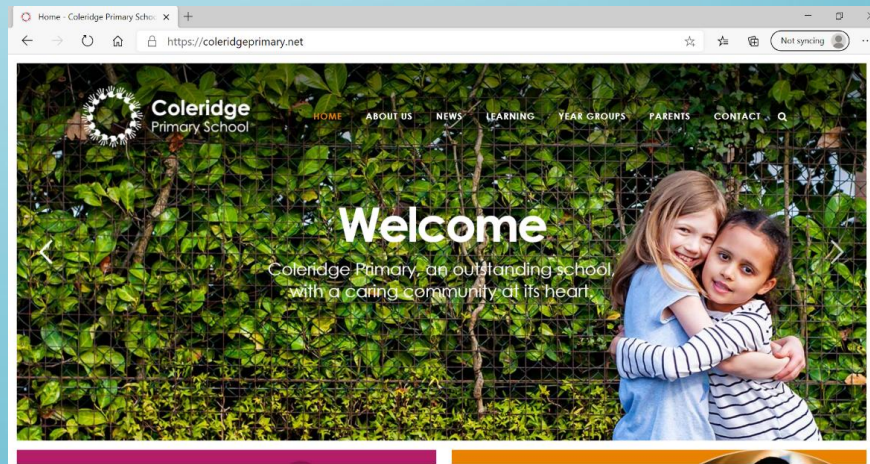 Home - Coleridge Primary School
https://coleridgeprimary.net
Not syncing
Coleridge
Primary School
HOME ABOUT US NEWS LEARNING YEAR GROUPS PARENTS CONTACT
Welcome
Coleridge Primary, an outstanding school,
with a caring community at its heart.